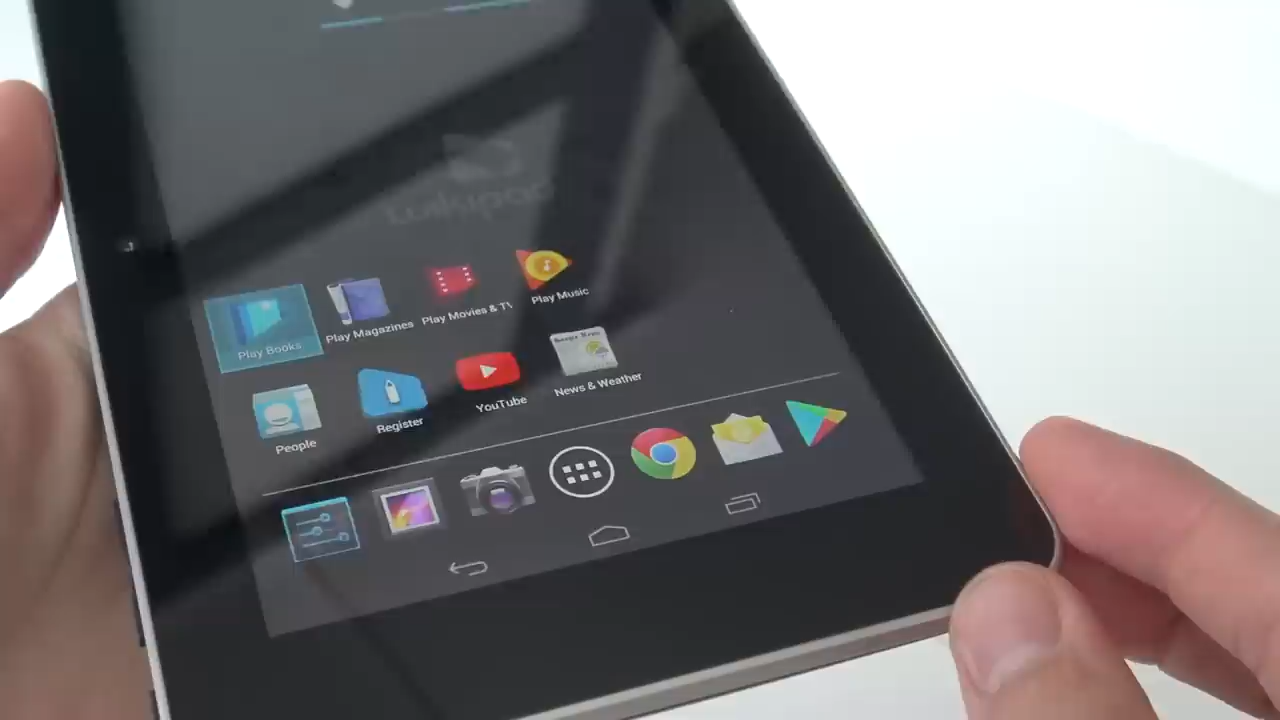 Play Books
Play Magazines
Play Movies & TV
Play Music
People
Register
YouTube
News & Weather